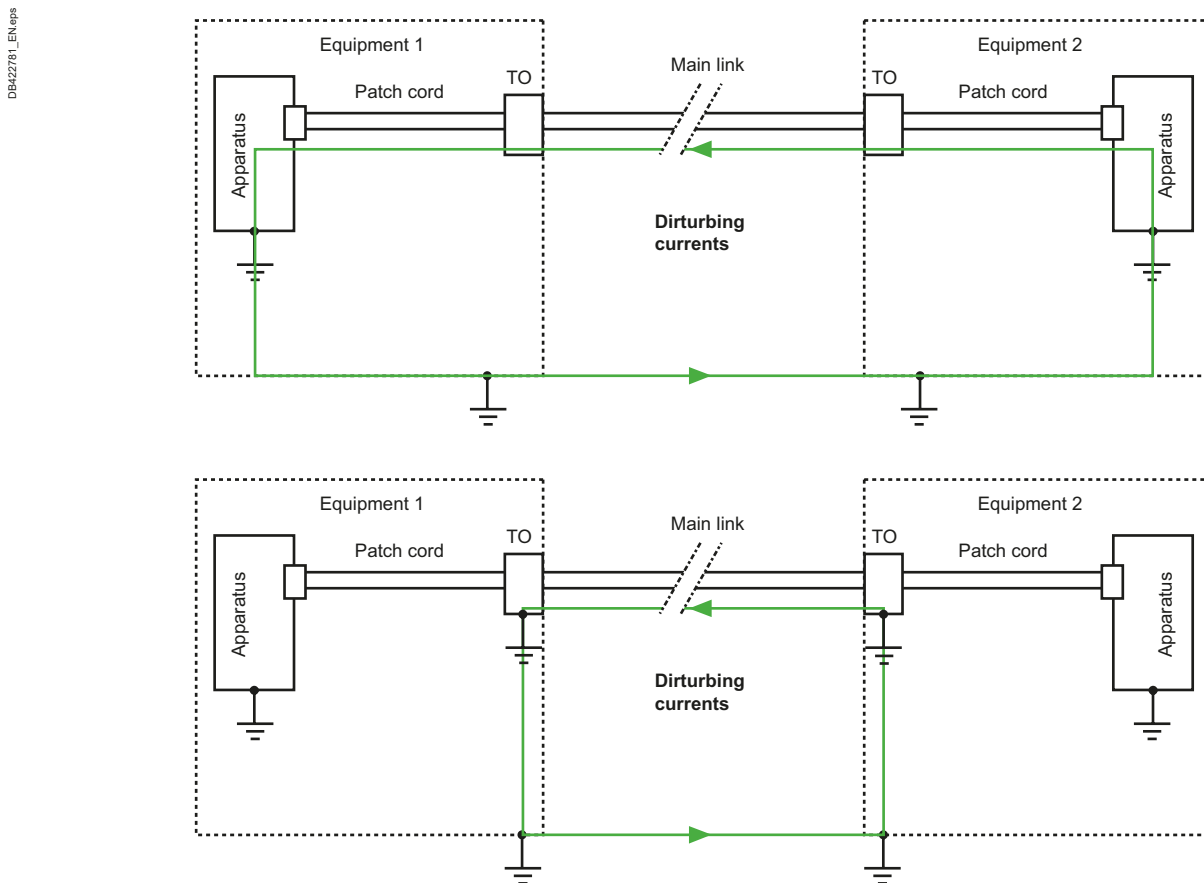 DB422781_EN.eps
Equipment 1
Equipment 2
Main link
TO
TO
Patch cord
Patch cord
Apparatus
Apparatus
Dirturbing
currents
Equipment 1
Equipment 2
Main link
TO
TO
Patch cord
Patch cord
Apparatus
Apparatus
Dirturbing
currents